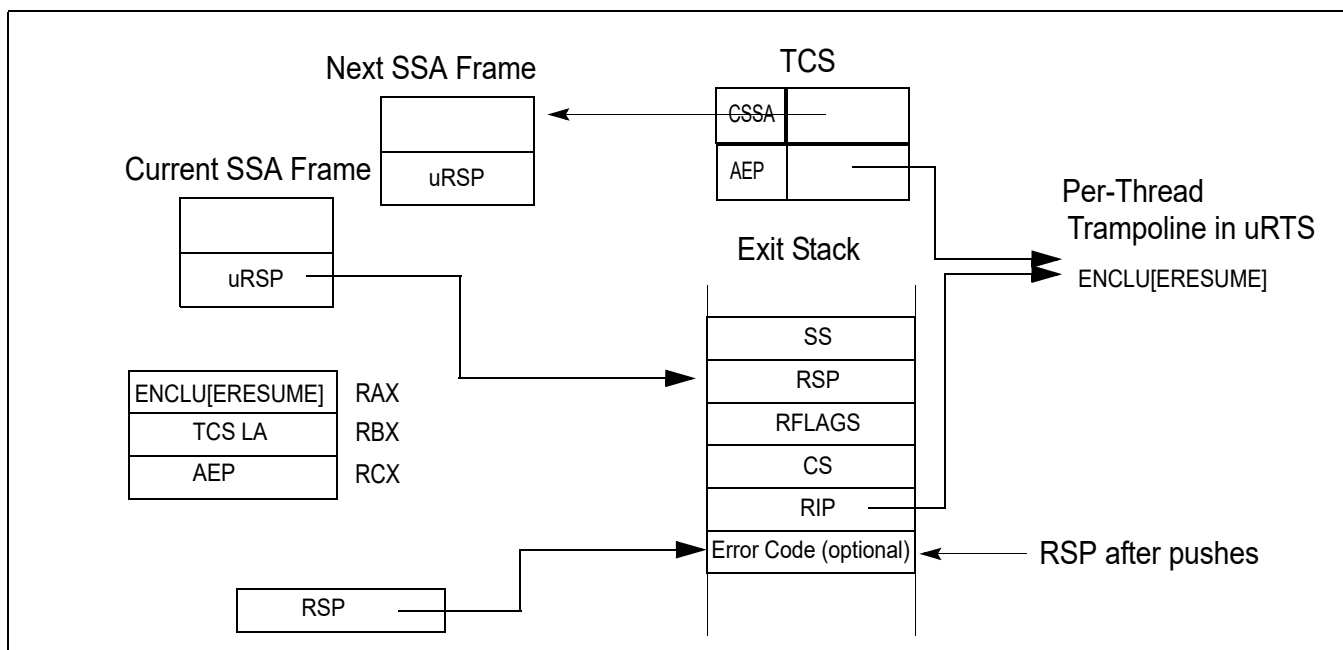 Next SSA Frame
TCS
CSSA
Current SSA Frame
uRSP
AEP
Per-Thread
Trampoline in uRTS
Exit Stack
uRSP
ENCLU[ERESUME]
SS
ENCLU[ERESUME] RAX
RSP
TCS LA RBX
RFLAGS
AEP RCX
CS
RIP
Error Code (optional)
RSP after pushes
RSP